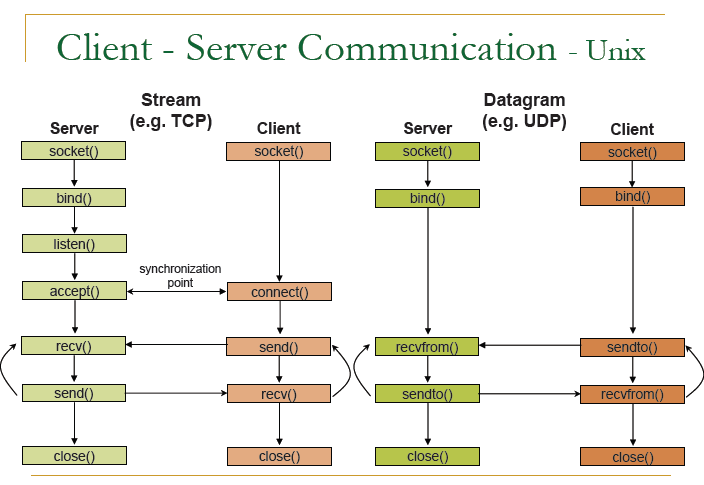 Client - Server Communication - Unix
Stream
(e.g. TCP)
Server
Client
socket()
socket()
bind()
listen()
synchronization
point
accept()
connect()
recv()
send()
send()
recv()
close()
close()
Datagram
(e.g. UDP)
Server
Client
socket()
socket()
bind()
bind()
recvfrom()
sendto()
sendto()
recvfrom()
close()
close()